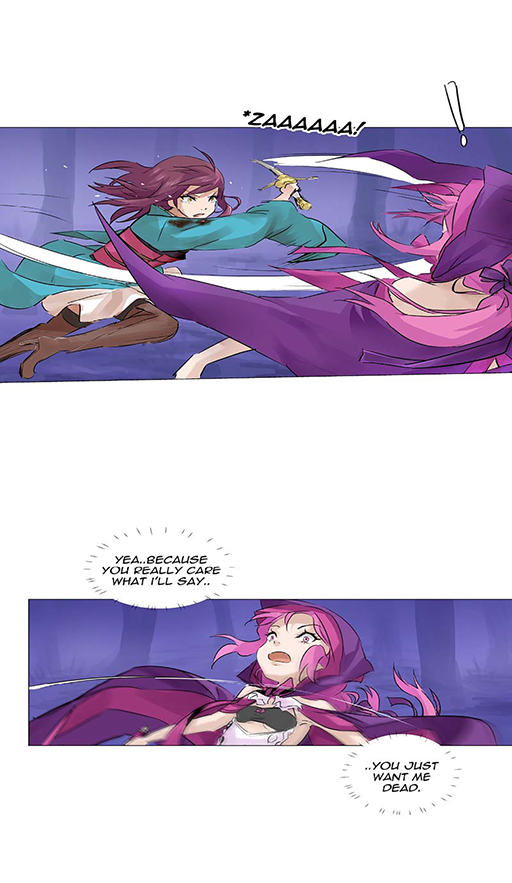 *ZAAAAAA!
!
YEA..BECAUSE
YOU REALLY CARE
WHAT I'LL SAY..
..YOU JUST
WANT ME
DEAD.